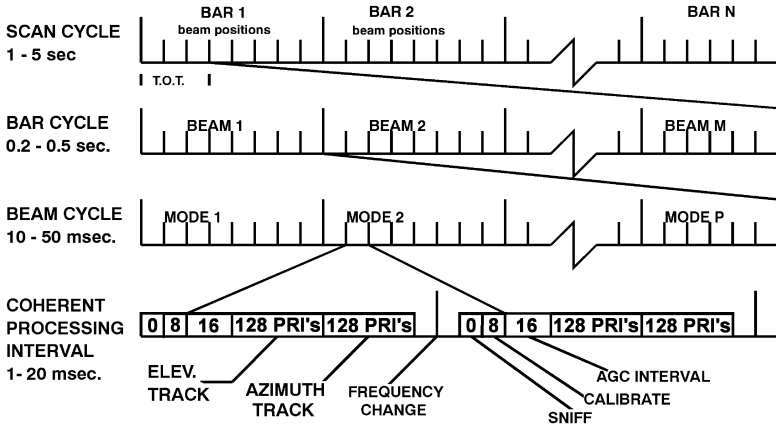 SCAN CYCLE
1 - 5 sec
BAR 1
beam positions
BAR 2
beam positions
BAR N
T.O.T.
BAR CYCLE
0.2 - 0.5 sec.
BEAM 1
BEAM 2
BEAM M
BEAM CYCLE
10 - 50 msec.
MODE 1
MODE 2
MODE P
COHERENT
PROCESSING
INTERVAL
1- 20 msec.
0 8 16 128 PRI's 128 PRI's
0 8 16 128 PRI's 128 PRI's
ELEV.
TRACK
AZIMUTH
TRACK
FREQUENCY
CHANGE
AGC INTERVAL
CALIBRATE
SNIFF